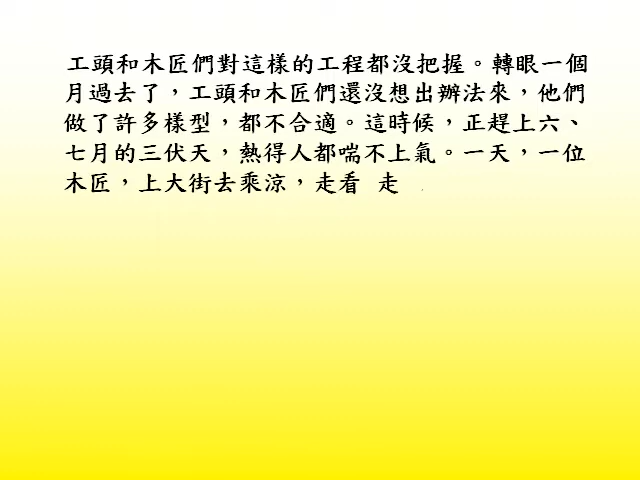 工頭和木匠們對這樣的工程都沒把握。轉眼一個
月過去了，工頭和木匠們還沒想出辦法來，他們
做了許多樣型，都不合適。這時候，正趕上六、
七月的三伏天，熱得人都喘不上氣。一天，一位
木匠，上大街去乘涼，走看 走